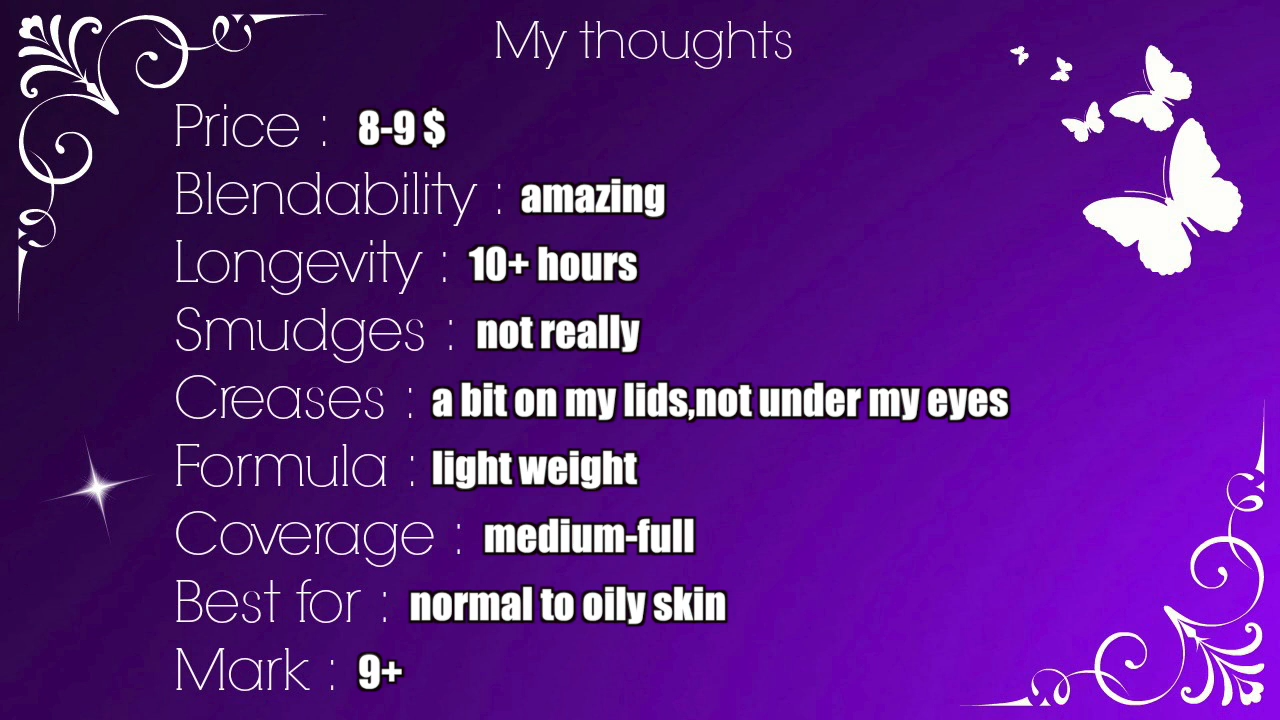 My thoughts
Price : 8-9 $
Blendability : amazing
Longevity : 10+ hours
Smudges : not really
Creases : a bit on my lids,not under my eyes
Formula : light weight
Coverage : medium-full
Best for : normal to oily skin
Mark : 9+